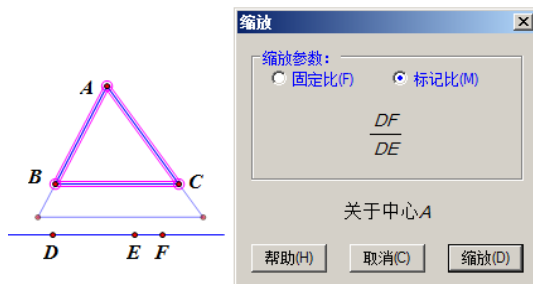 A
B
C
D E F
缩放
缩放参数：
固定比(F) 标记比(M)
DF
DE
关于中心A
帮助(H) 取消(C) 缩放(D)